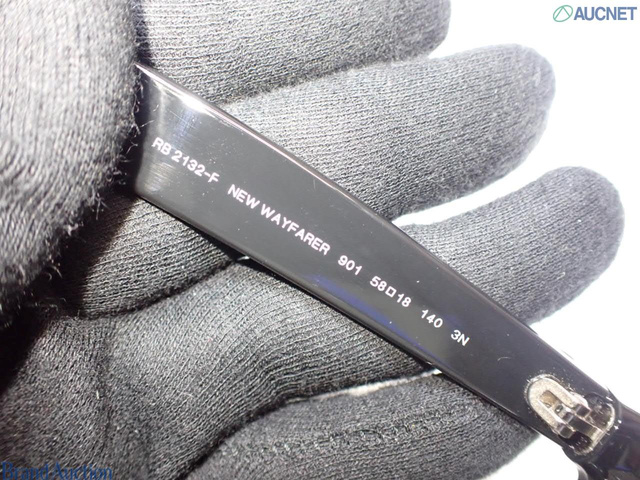 AUCNET
RB 2132-F NEW WAYFARER 901 58□18 140 3N
Brand Auction